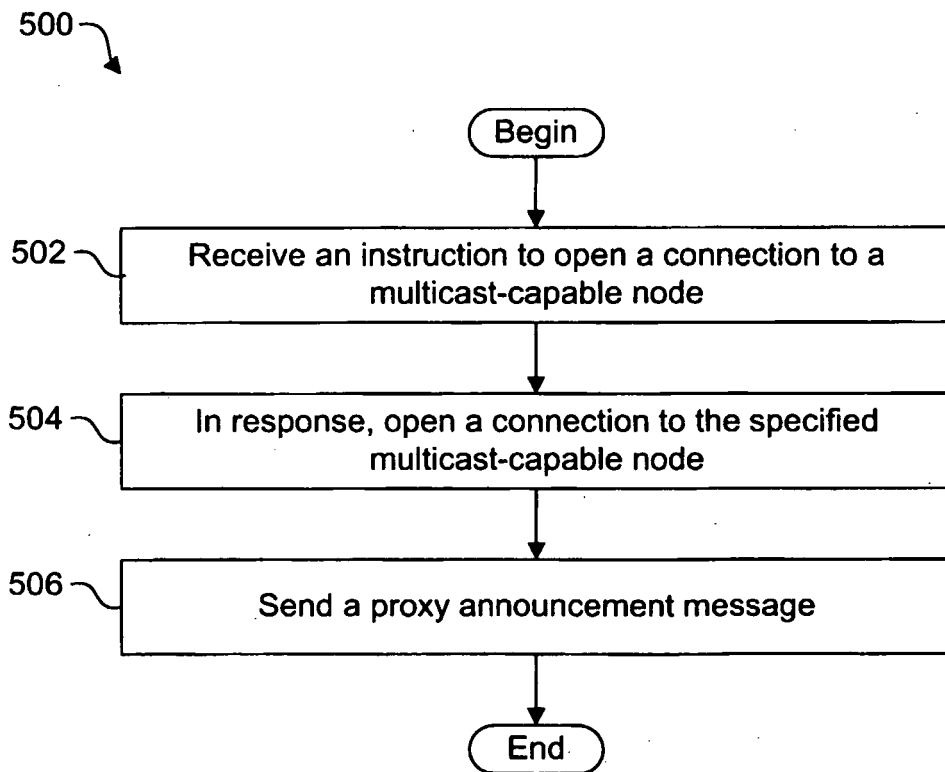 500
Begin
502
Receive an instruction to open a connection to a
multicast-capable node
504
In response, open a connection to the specified
multicast-capable node
506
Send a proxy announcement message
End